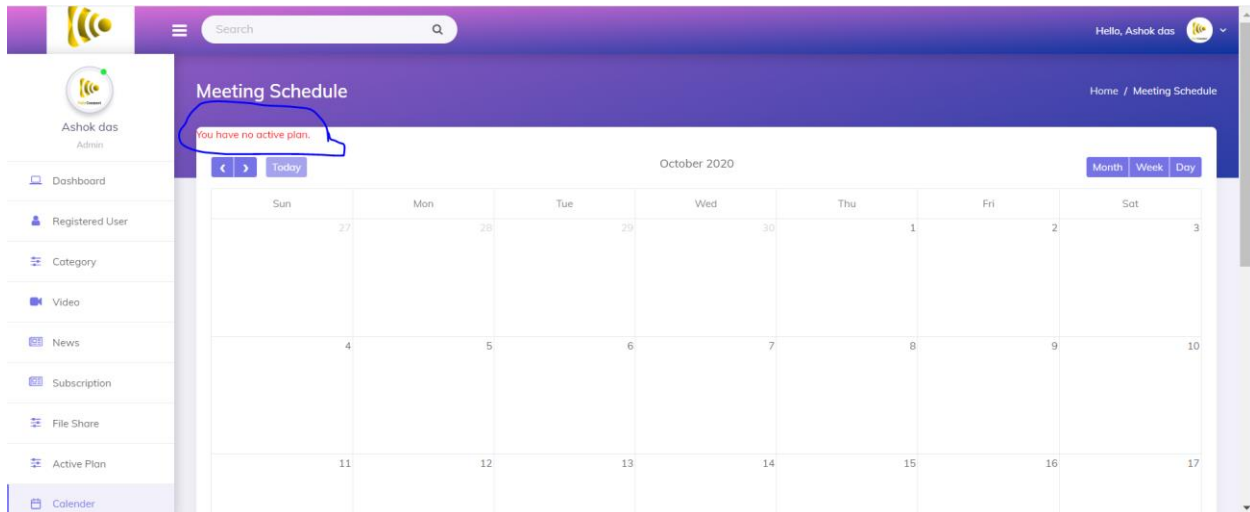 Search
Hello, Ashok das
Ashok das
Admin
Dashboard
Registered User
Category
Video
News
Subscription
File Share
Active Plan
Calender
Meeting Schedule
Home / Meeting Schedule
You have no active plan.
Today
October 2020
Month Week Day
Sun Mon Tue Wed Thu Fri Sat
27 28 29 30 1 2 3
4 5 6 7 8 9 10
11 12 13 14 15 16 17